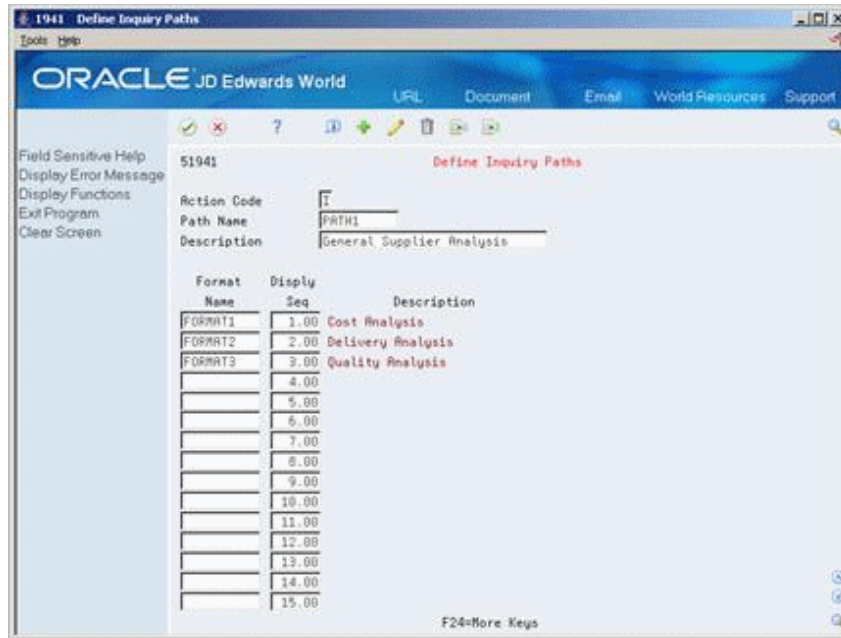 1941 Define Inquiry Paths
Tools Help
ORACLE JD Edwards World
URL Document Email World Resources Support
Field Sensitive Help
Display Error Message
Display Functions
Exit Program
Clear Screen
51941 Define Inquiry Paths
Action Code I
Path Name PATH1
Description General Supplier Analysis
Format Disply
Name Seq Description
FORMAT1 1.00 Cost Analysis
FORMAT2 2.00 Delivery Analysis
FORMAT3 3.00 Quality Analysis
4.00
5.00
6.00
7.00
8.00
9.00
10.00
11.00
12.00
13.00
14.00
15.00
F24=More Keys